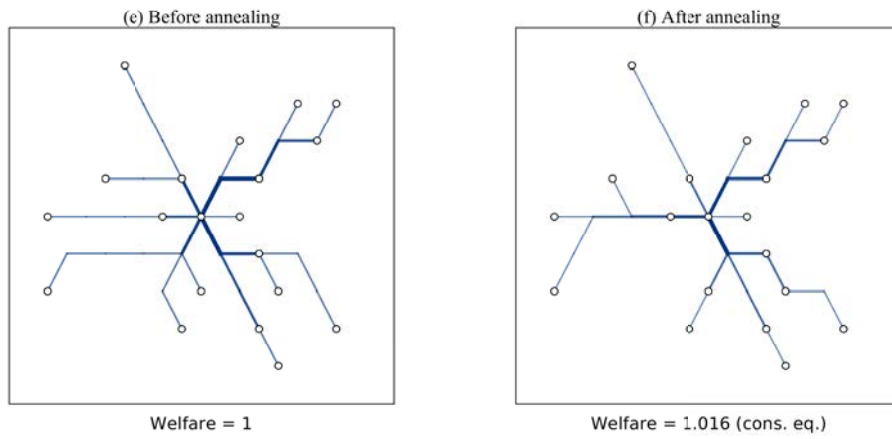 (e) Before annealing
(f) After annealing
Welfare = 1
Welfare = 1.016 (cons. eq.)